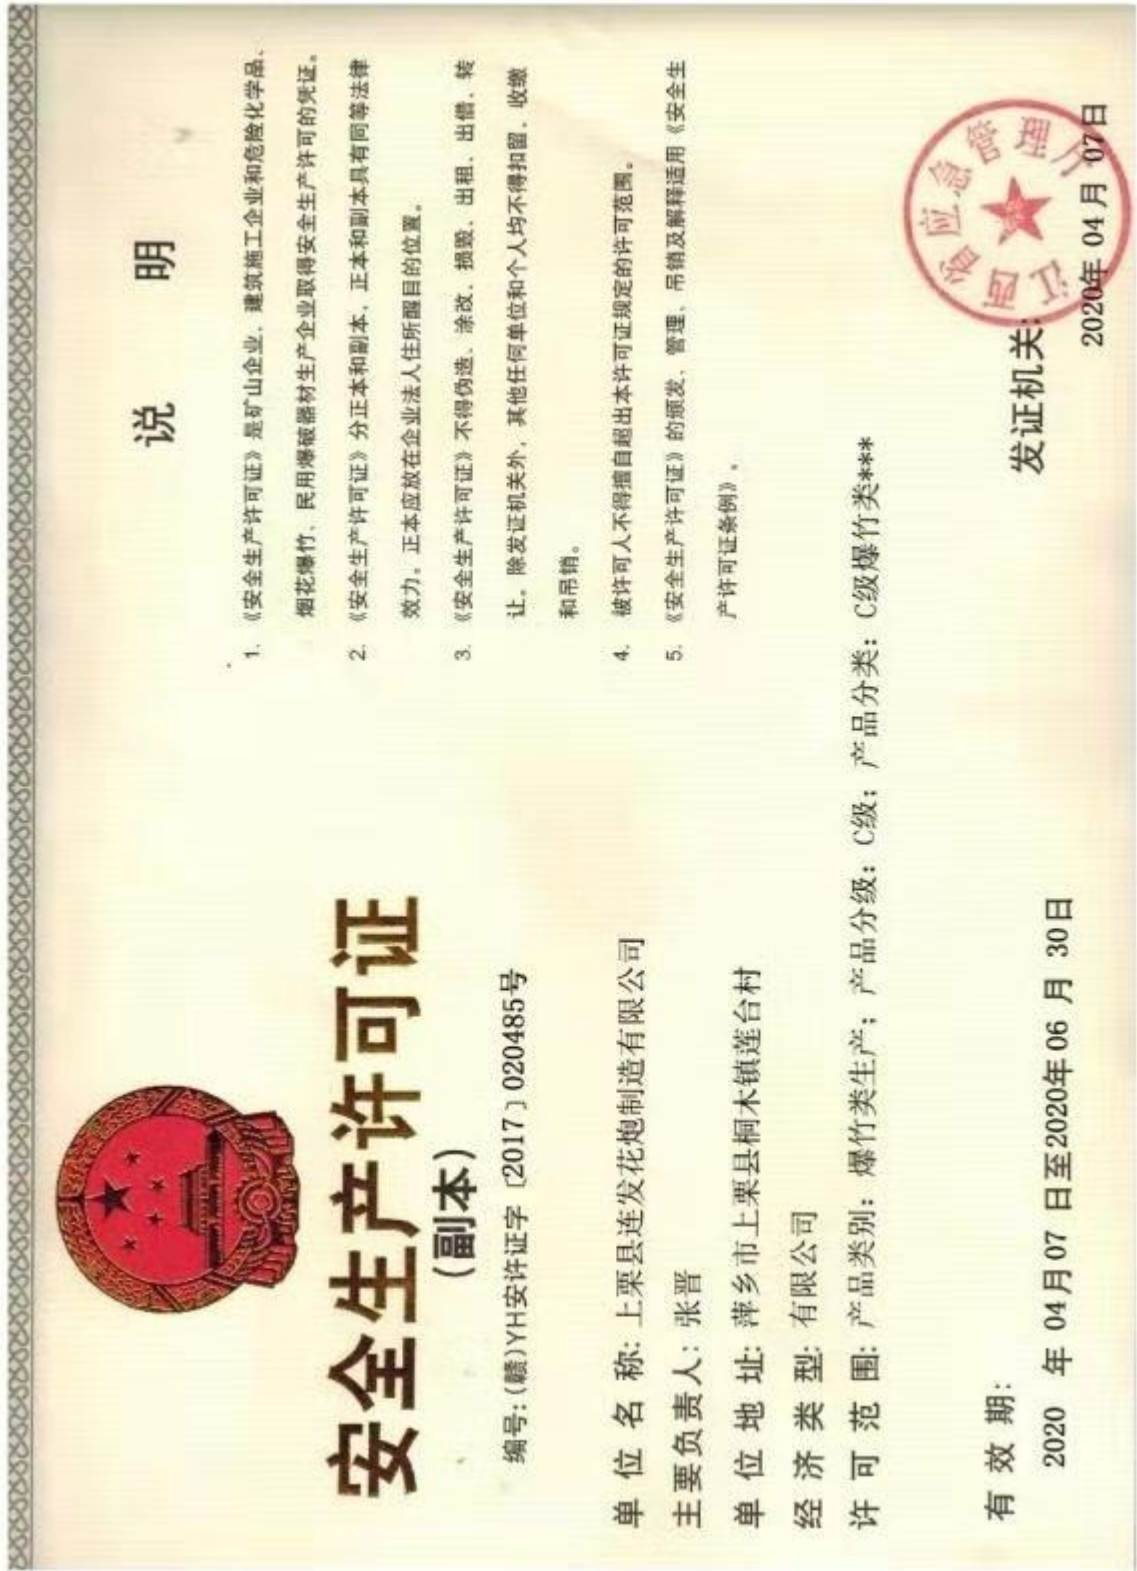 安全生产许可证
(副本)
编号:(赣)YH安许证字〔2017〕020485号
单位名称:上栗县连发花炮制造有限公司
主要负责人:张晋
单位地址:萍乡市上栗县桐木镇莲台村
经济类型:有限公司
许可范围:产品类别:爆竹类生产;产品分级:C级;产品分类:C级爆竹类***
有效期:
2020 年 04月07 日至2020年06 月 30日
说 明
1. 《安全生产许可证》是矿山企业、建筑施工企业和危险化学品、
烟花爆竹、民用爆破器材生产企业取得安全生产许可的凭证。
2. 《安全生产许可证》分正本和副本,正本和副本具有同等法律
效力。正本应放在企业法人住所醒目的位置。
3. 《安全生产许可证》不得伪造、涂改、损毁、出租、出借、转
让。除发证机关外,其他任何单位和个人均不得扣留、收缴
和吊销。
4. 被许可人不得擅自超出本许可证规定的许可范围。
5. 《安全生产许可证》的颁发、管理、吊销及解释适用《安全生
产许可证条例》。
发证机关:
江西省应急管理厅
2020年 04 月 07日